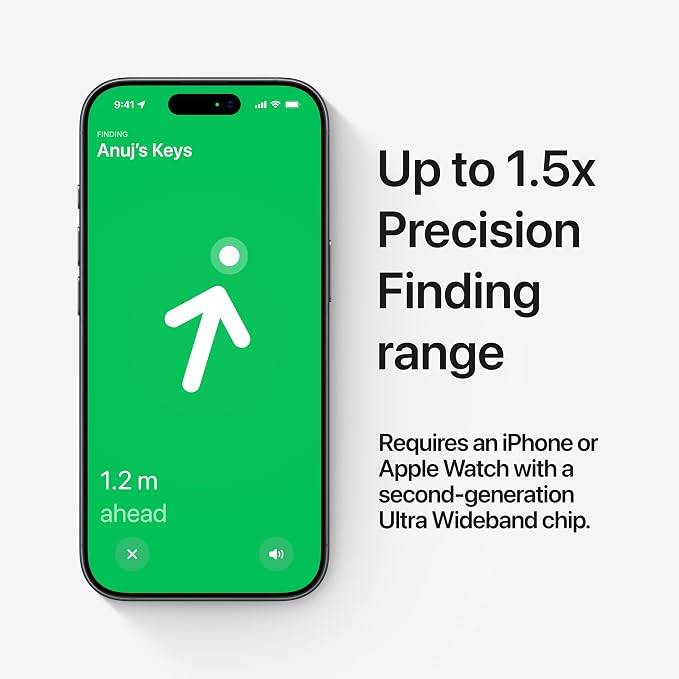 9:41
FINDING
Anuj’s Keys
1.2 m
ahead
Up to 1.5x
Precision
Finding
range
Requires an iPhone or
Apple Watch with a
second-generation
Ultra Wideband chip.